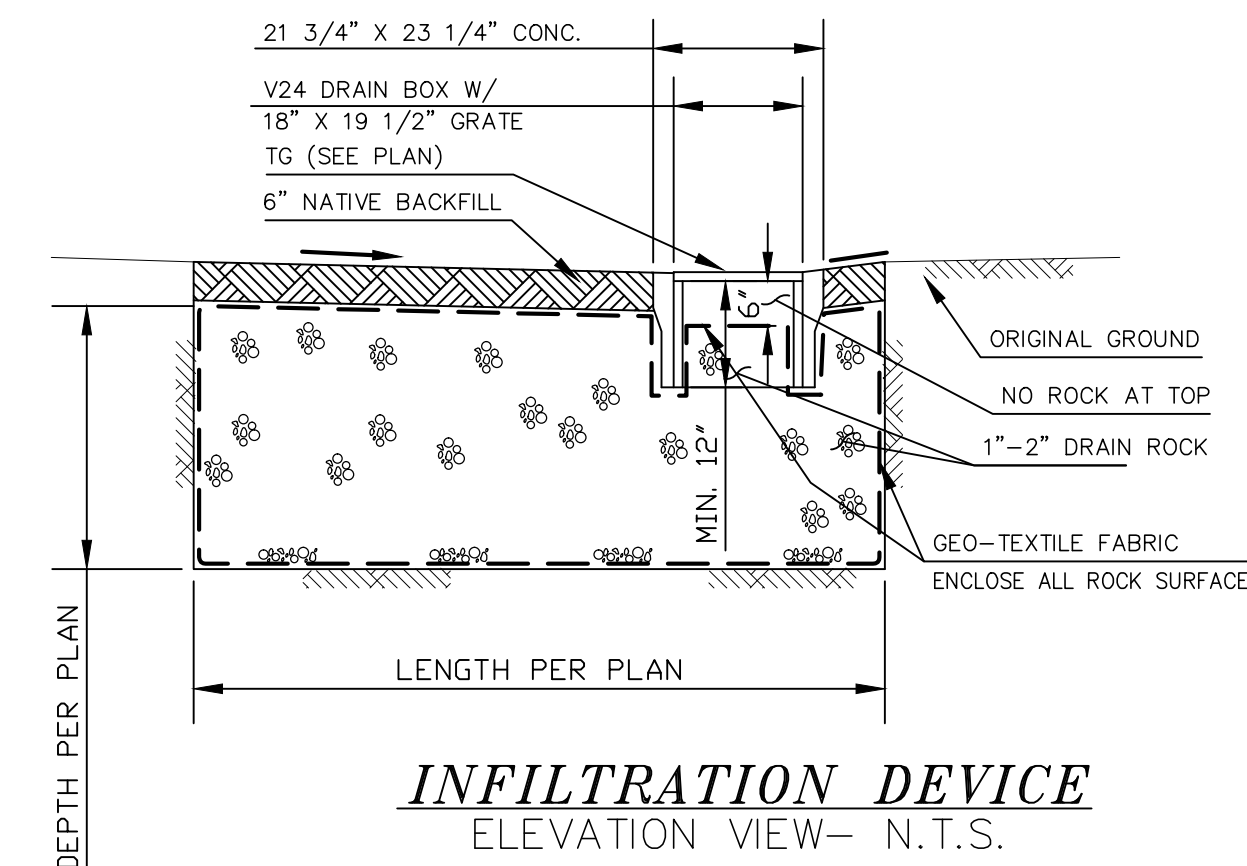 21 3/4” X 23 1/4” CONC.
V24 DRAIN BOX W/
18” X 19 1/2” GRATE
TG (SEE PLAN)
6” NATIVE BACKFILL
6”
MIN. 12”
ORIGINAL GROUND
NO ROCK AT TOP
1”–2” DRAIN ROCK
GEO–TEXTILE FABRIC
ENCLOSE ALL ROCK SURFACE
DEPTH PER PLAN
LENGTH PER PLAN
INFILTRATION DEVICE
ELEVATION VIEW– N.T.S.